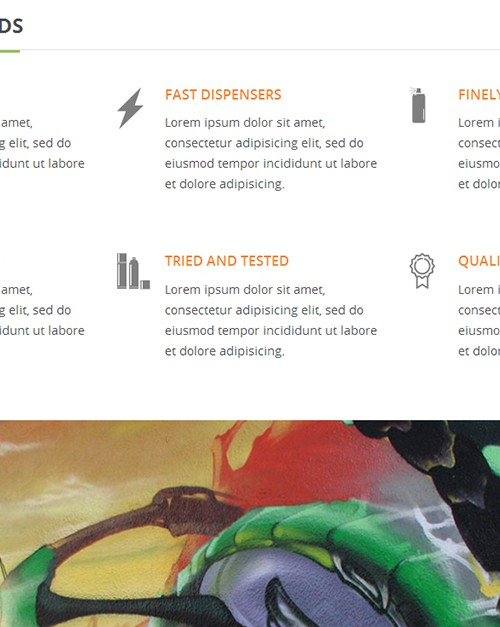 DS
amet,
g elit, sed do
didunt ut labore
FAST DISPENSERS
Lorem ipsum dolor sit amet,
consectetur adipisicing elit, sed do
eiusmod tempor incididunt ut labore
et dolore adipisicing.
FINELY
Lorem i
consect
eiusmo
et dolo
amet,
g elit, sed do
didunt ut labore
TRIED AND TESTED
Lorem ipsum dolor sit amet,
consectetur adipisicing elit, sed do
eiusmod tempor incididunt ut labore
et dolore adipisicing.
QUALI
Lorem i
consect
eiusmo
et dolo